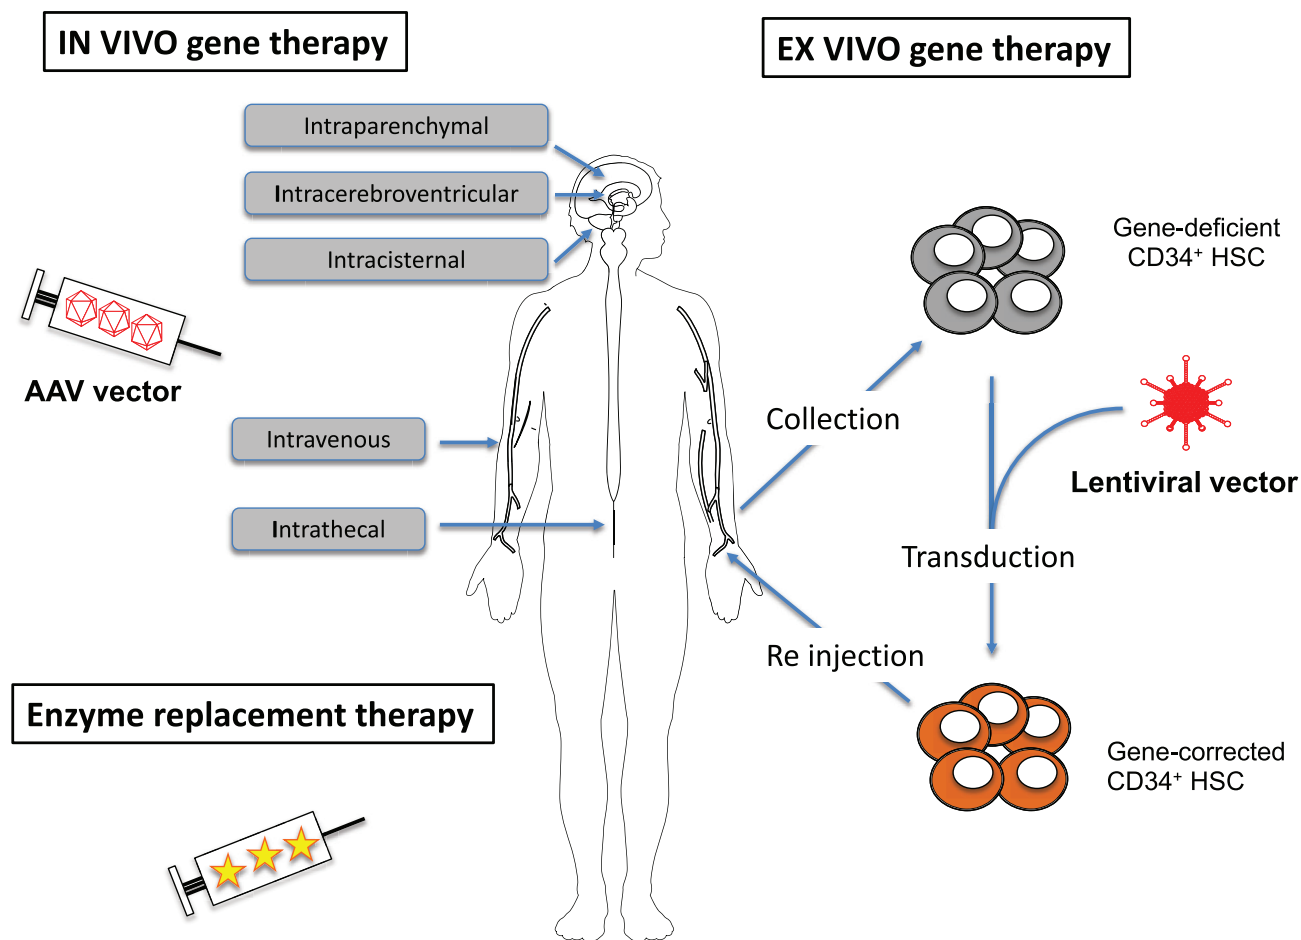 IN VIVO gene therapy
EX VIVO gene therapy
Intraparenchymal
Intracerebroventricular
Intracisternal
AAV vector
Intravenous
Intrathecal
Gene-deficient
CD34⁺ HSC
Collection
Lentiviral vector
Transduction
Re injection
Gene-corrected
CD34⁺ HSC
Enzyme replacement therapy